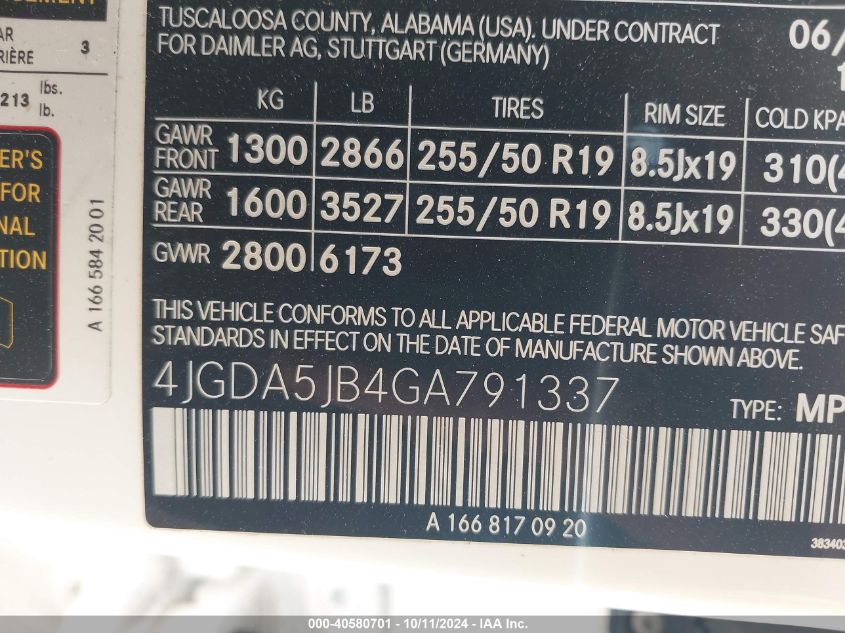 EMENT
AR
RIÈRE 3
213 lbs.
lb.
ER'S
FOR
NAL
TION
A 166 584 20 01
TUSCALOOSA COUNTY, ALABAMA (USA). UNDER CONTRACT
FOR DAIMLER AG, STUTTGART (GERMANY)
06/
1
KG LB TIRES RIM SIZE COLD KPA
GAWR FRONT 1300 2866 255/50 R19 8.5Jx19 310(4
GAWR REAR 1600 3527 255/50 R19 8.5Jx19 330(4
GVWR 2800 6173
THIS VEHICLE CONFORMS TO ALL APPLICABLE FEDERAL MOTOR VEHICLE SAF
STANDARDS IN EFFECT ON THE DATE OF MANUFACTURE SHOWN ABOVE.
4JGDA5JB4GA791337
TYPE: MP
A 166 817 09 20
383403
000-40580701 - 10/11/2024 - IAA Inc.